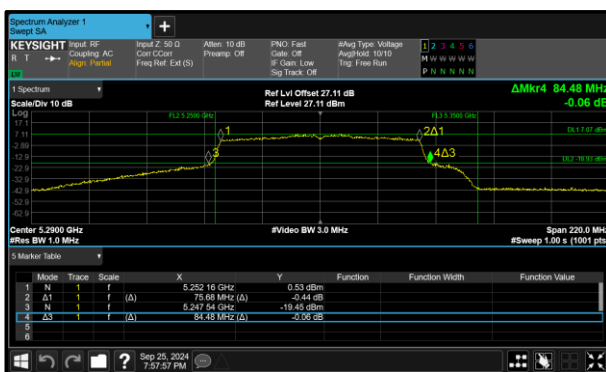 Spectrum Analyzer 1
Swept SA
+
KEYSIGHT Input: RF Input Z: 50 Ω Atten: 10 dB PNO: Fast #Avg Type: Voltage 1 2 3 4 5 6
R T Coupling: AC Corr CCorr Preamp: Off Gate: Off Avg|Hold: 10/10 M W W W W W
Align: Partial Freq Ref: Ext (S) IF Gain: Low Trig: Free Run
Sig Track: Off P N N N N N
1 Spectrum
Scale/Div 10 dB
Ref Lvl Offset 27.11 dB
Ref Level 27.11 dBm
ΔMkr4 84.48 MHz
-0.06 dB
Log
17.1
7.11
-2.89
-12.9
-22.9
-32.9
-42.9
-52.9
-62.9
FL2 5.2500 GHz
FL3 5.3500 GHz
1
2Δ1
3
4Δ3
DL1 7.07 dBm
DL2 -18.93 dBm
Center 5.2900 GHz #Video BW 3.0 MHz Span 220.0 MHz
#Res BW 1.0 MHz #Sweep 1.00 s (1001 pts)
5 Marker Table
Mode Trace Scale X Y Function Function Width Function Value
1 N 1 f 5.252 16 GHz 0.53 dBm
2 Δ1 1 f (Δ) 75.68 MHz (Δ) -0.44 dB
3 N 1 f 5.247 54 GHz -19.45 dBm
4 Δ3 1 f (Δ) 84.48 MHz (Δ) -0.06 dB
5
6
? Sep 25, 2024
7:57:57 PM